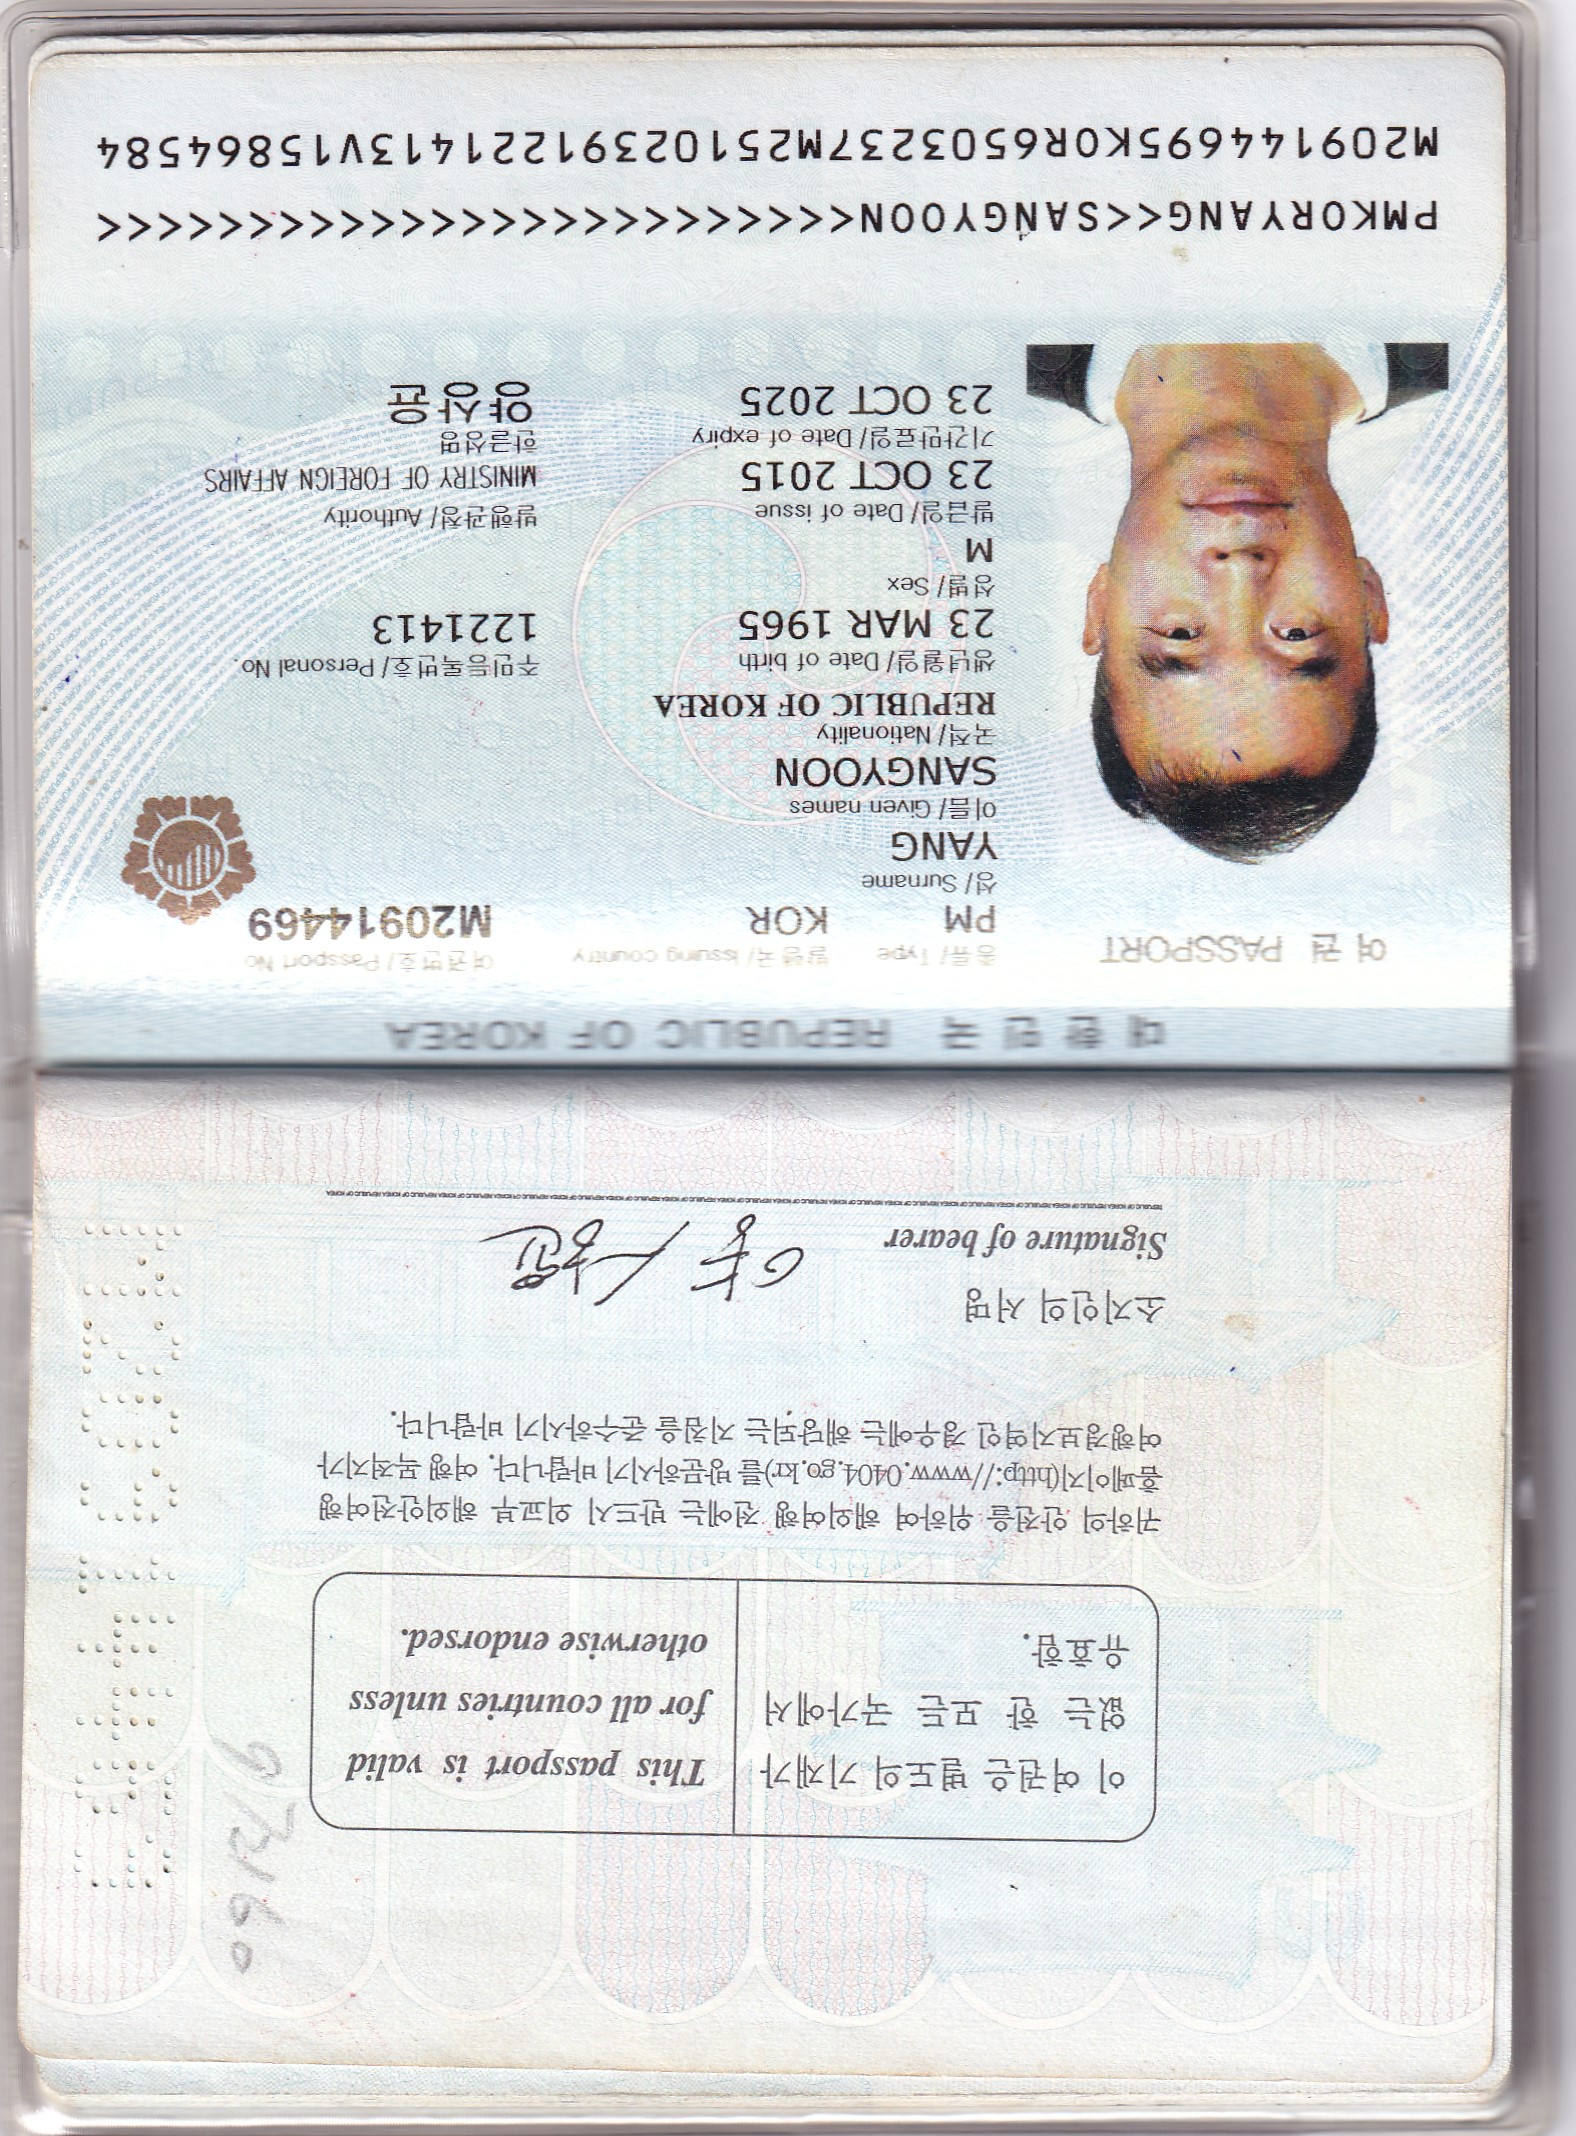 이 여권은 별도의 기재가
없는 한 모든 국가에서
유효함.
This passport is valid
for all countries unless
otherwise endorsed.
귀하의 안전을 위하여 해외여행 전에는 반드시 외교부 해외안전여행
홈페이지(http://www.0404.go.kr)를 방문하시기 바랍니다. 여행 목적지가
여행경보지역인 경우에는 해당되는 지침을 준수하시기 바랍니다.
소지인의 서명
Signature of bearer 양상윤
대한민국 REPUBLIC OF KOREA
여권 PASSPORT
종류/ Type 발행국/ Issuing country 여권번호/ Passport No
PM KOR M20914469
성/ Surname
YANG
이름/ Given names
SANGYOON
국적/ Nationality
REPUBLIC OF KOREA
생년월일/ Date of birth 주민등록번호/ Personal No.
23 MAR 1965 1221413
성별/ Sex
M
발급일/ Date of issue 발행관청/ Authority
23 OCT 2015 MINISTRY OF FOREIGN AFFAIRS
기간만료일/ Date of expiry 한글성명
23 OCT 2025 양상윤
PMKORYANG<<SANGYOON<<<<<<<<<<<<<<<<<<<<<<<<<
M209144695KOR6503237M25102391221413V15864584